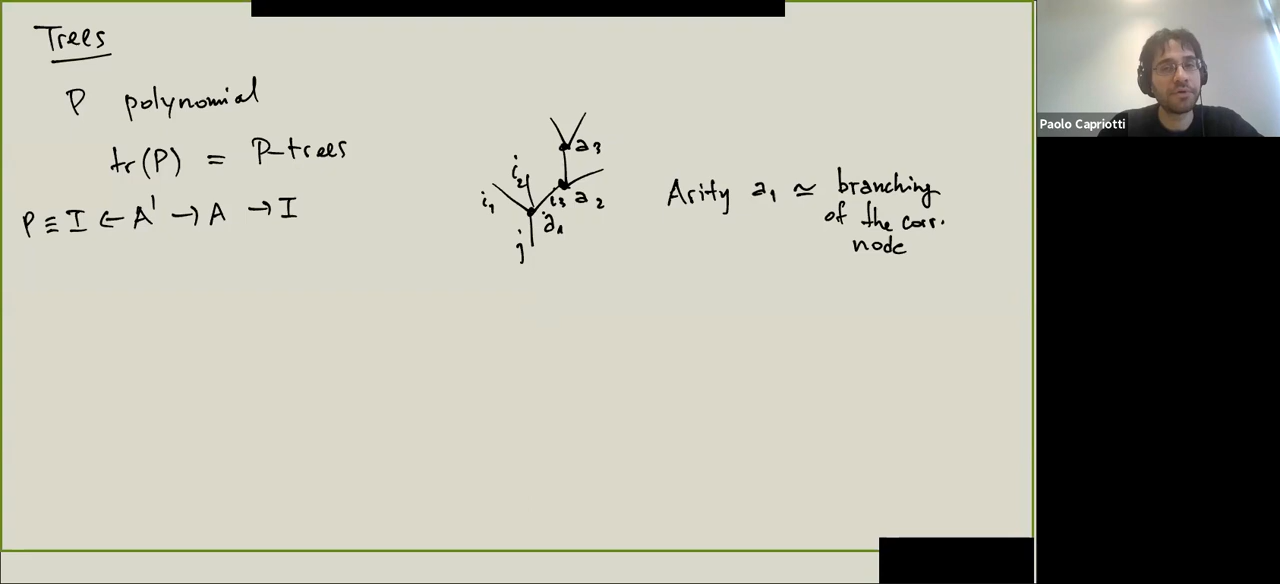 Trees
P polynomial
tr(P) = P-trees
P ≡ I ← A' → A → I
a₃
i₁ i₂ i₃ a₂
a₁
j
Arity a₁ ≃ branching
of the corr.
node
Paolo Capriotti